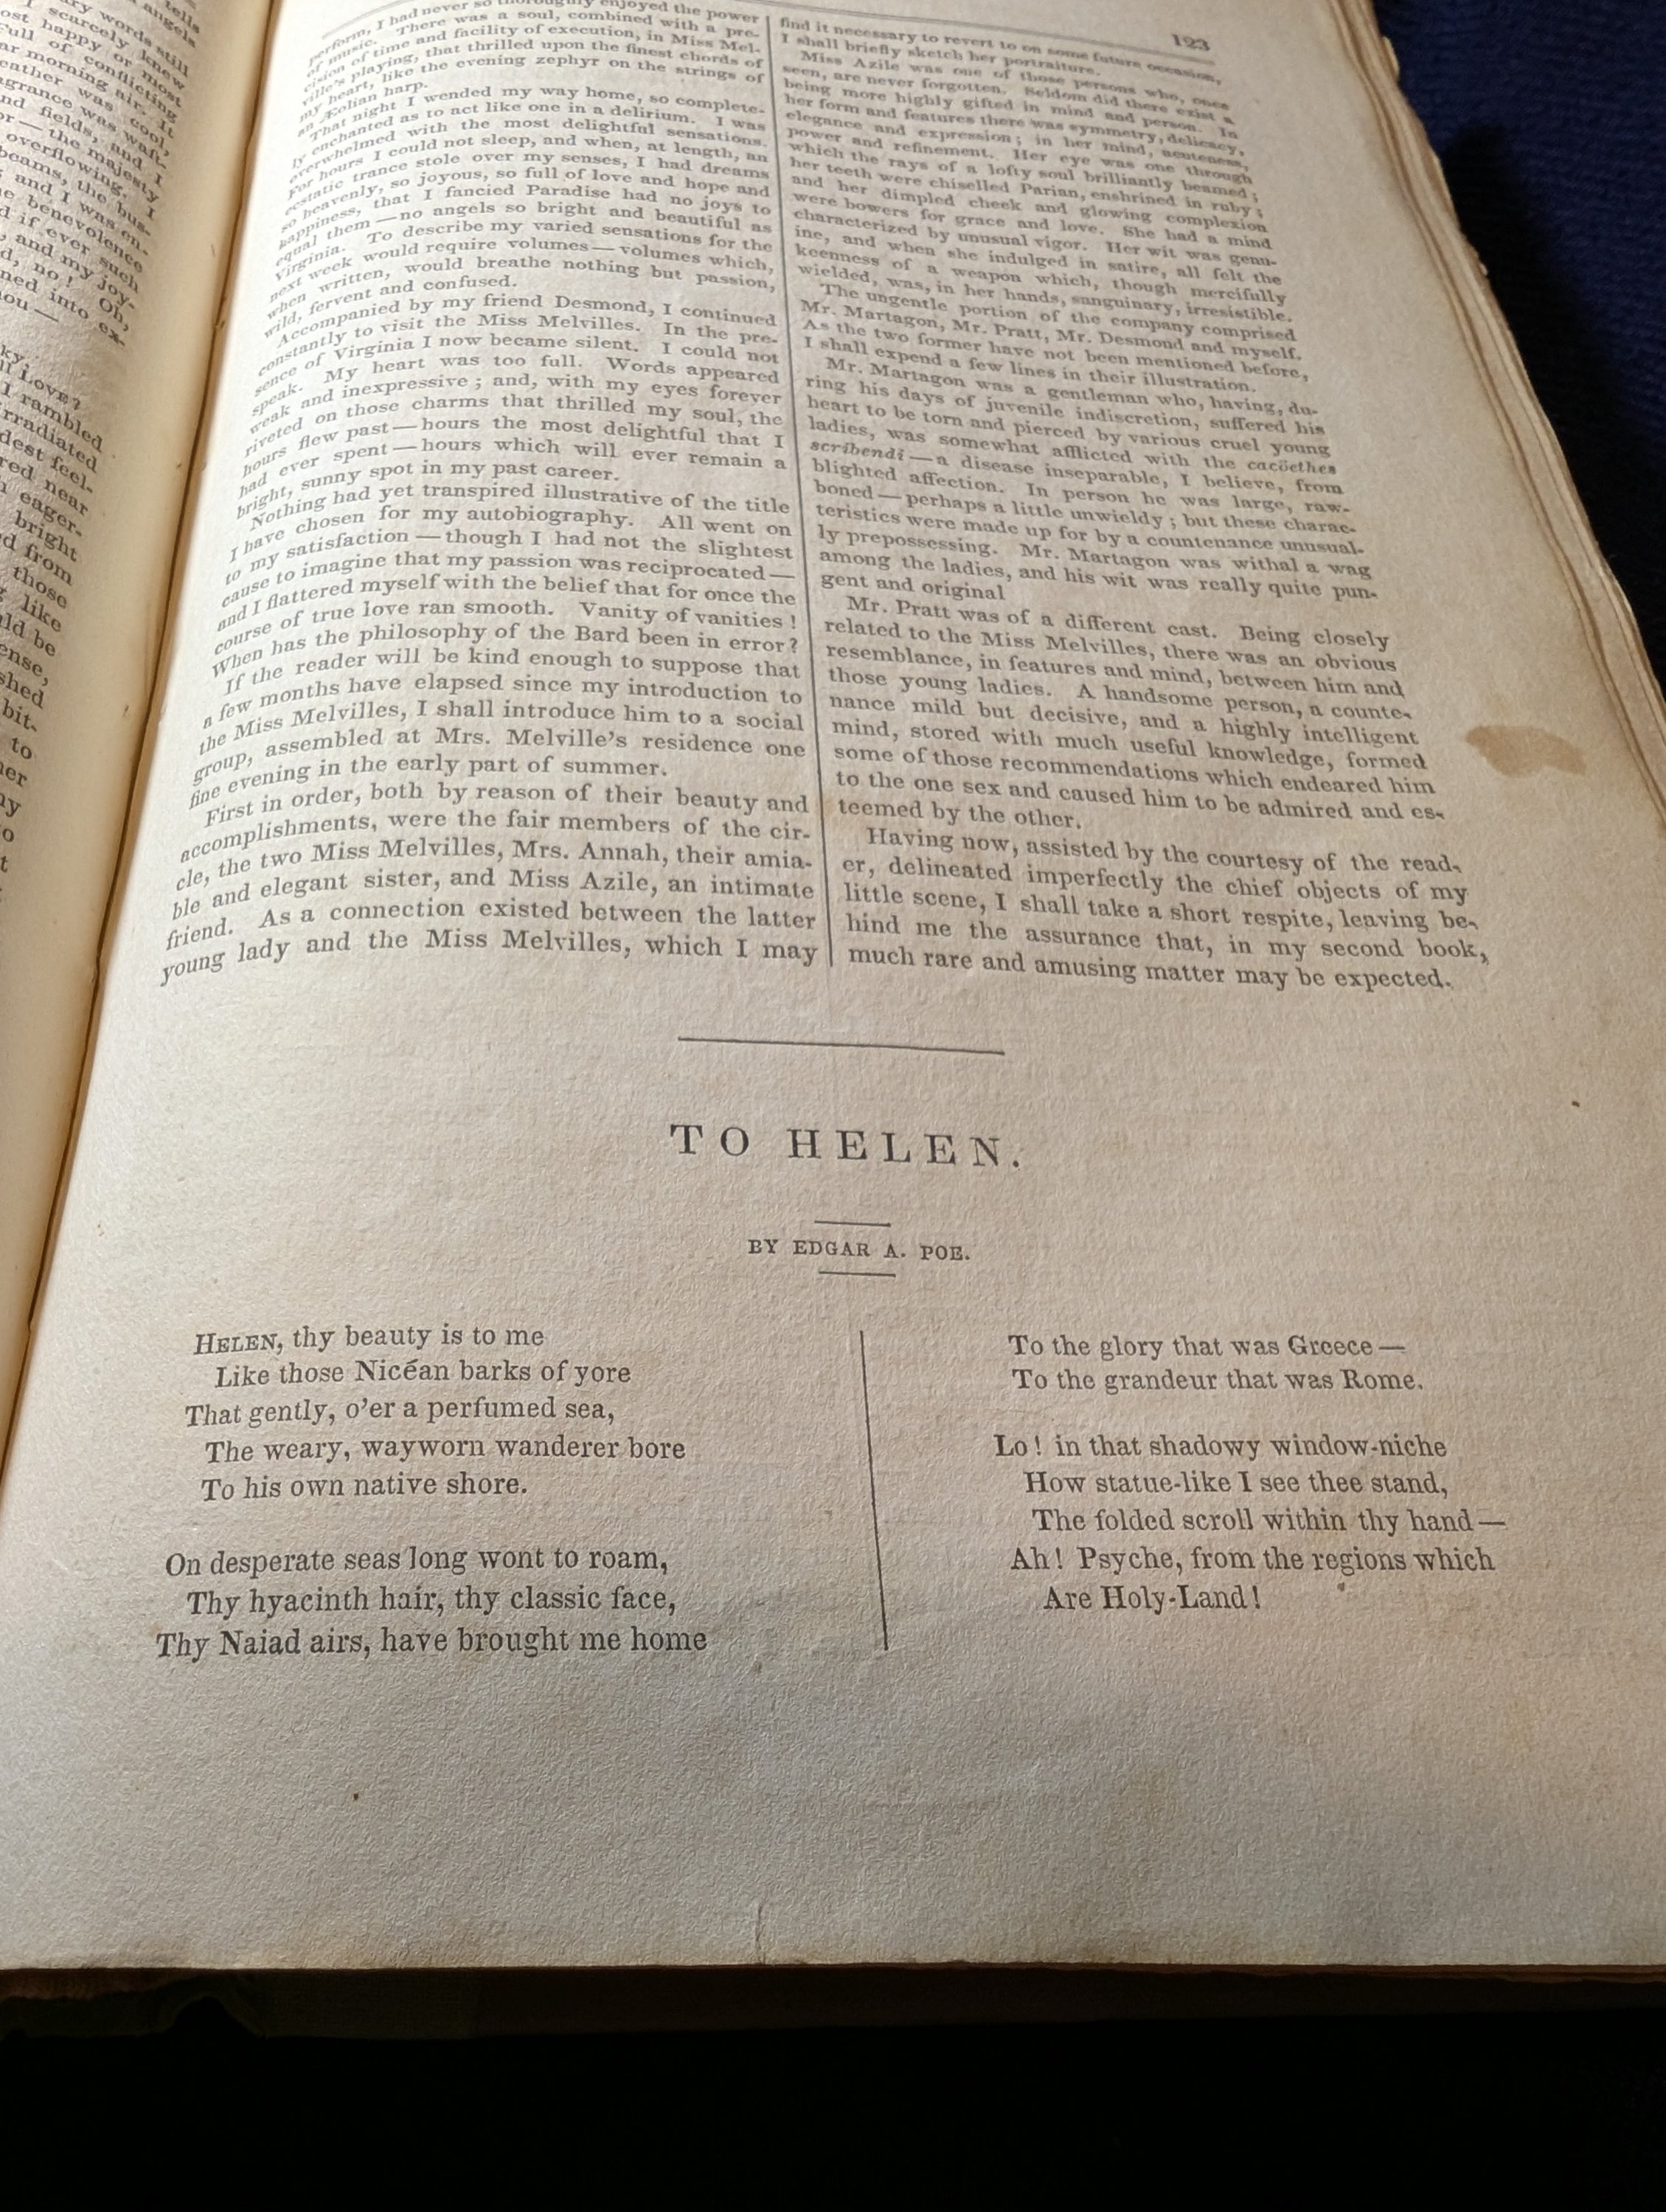 123
perform, I had never so thoroughly enjoyed the power
of music. There was a soul, combined with a pre-
cision of time and facility of execution, in Miss Mel-
ville's playing, that thrilled upon the finest chords of
my heart, like the evening zephyr on the strings of
an Æolian harp.
That night I wended my way home, so complete-
ly enchanted as to act like one in a delirium. I was
overwhelmed with the most delightful sensations.
For hours I could not sleep, and when, at length, an
ecstatic trance stole over my senses, I had dreams
so heavenly, so joyous, so full of love and hope and
happiness, that I fancied Paradise had no joys to
equal them — no angels so bright and beautiful as
Virginia. To describe my varied sensations for the
next week would require volumes — volumes which,
when written, would breathe nothing but passion,
wild, fervent and confused.
Accompanied by my friend Desmond, I continued
constantly to visit the Miss Melvilles. In the pre-
sence of Virginia I now became silent. I could not
speak. My heart was too full. Words appeared
weak and inexpressive; and, with my eyes forever
riveted on those charms that thrilled my soul, the
hours flew past — hours the most delightful that I
had ever spent — hours which will ever remain a
bright, sunny spot in my past career.
Nothing had yet transpired illustrative of the title
I have chosen for my autobiography. All went on
to my satisfaction — though I had not the slightest
cause to imagine that my passion was reciprocated —
and I flattered myself with the belief that for once the
course of true love ran smooth. Vanity of vanities!
When has the philosophy of the Bard been in error?
If the reader will be kind enough to suppose that
a few months have elapsed since my introduction to
the Miss Melvilles, I shall introduce him to a social
group, assembled at Mrs. Melville's residence one
fine evening in the early part of summer.
First in order, both by reason of their beauty and
accomplishments, were the fair members of the cir-
cle, the two Miss Melvilles, Mrs. Annah, their amia-
ble and elegant sister, and Miss Azile, an intimate
friend. As a connection existed between the latter
young lady and the Miss Melvilles, which I may
find it necessary to revert to on some future occasion,
I shall briefly sketch her portraiture.
Miss Azile was one of those persons who, once
seen, are never forgotten. Seldom did there exist a
being more highly gifted in mind and person. In
her form and features there was symmetry, delicacy,
elegance and expression; in her mind, acuteness,
power and refinement. Her eye was one through
which the rays of a lofty soul brilliantly beamed;
her teeth were chiselled Parian, enshrined in ruby;
and her dimpled cheek and glowing complexion
were bowers for grace and love. She had a mind
characterized by unusual vigor. Her wit was genu-
ine, and when she indulged in satire, all felt the
keenness of a weapon which, though mercifully
wielded, was, in her hands, sanguinary, irresistible.
The ungentle portion of the company comprised
Mr. Martagon, Mr. Pratt, Mr. Desmond and myself.
As the two former have not been mentioned before,
I shall expend a few lines in their illustration.
Mr. Martagon was a gentleman who, having, du-
ring his days of juvenile indiscretion, suffered his
heart to be torn and pierced by various cruel young
ladies, was somewhat afflicted with the cacöethes
scribendi — a disease inseparable, I believe, from
blighted affection. In person he was large, raw-
boned — perhaps a little unwieldy; but these charac-
teristics were made up for by a countenance unusual-
ly prepossessing. Mr. Martagon was withal a wag
among the ladies, and his wit was really quite pun-
gent and original
Mr. Pratt was of a different cast. Being closely
related to the Miss Melvilles, there was an obvious
resemblance, in features and mind, between him and
those young ladies. A handsome person, a counte-
nance mild but decisive, and a highly intelligent
mind, stored with much useful knowledge, formed
some of those recommendations which endeared him
to the one sex and caused him to be admired and es-
teemed by the other.
Having now, assisted by the courtesy of the read-
er, delineated imperfectly the chief objects of my
little scene, I shall take a short respite, leaving be-
hind me the assurance that, in my second book,
much rare and amusing matter may be expected.
TO HELEN.
BY EDGAR A. POE.
HELEN, thy beauty is to me
Like those Nicéan barks of yore
That gently, o'er a perfumed sea,
The weary, wayworn wanderer bore
To his own native shore.
On desperate seas long wont to roam,
Thy hyacinth hair, thy classic face,
Thy Naiad airs, have brought me home
To the glory that was Greece —
To the grandeur that was Rome.
Lo! in that shadowy window-niche
How statue-like I see thee stand,
The folded scroll within thy hand —
Ah! Psyche, from the regions which
Are Holy-Land!